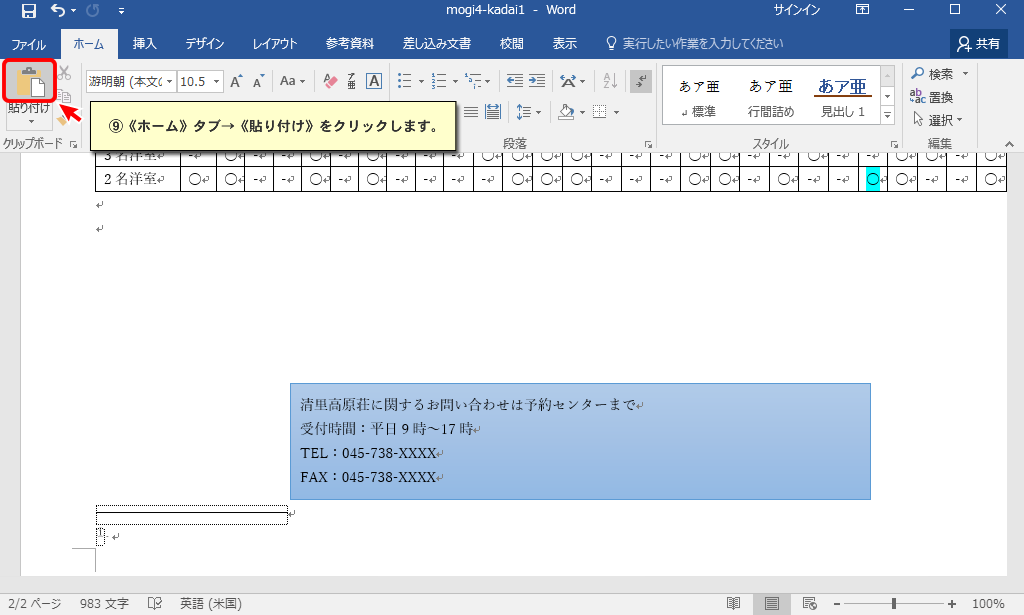 mogi4-kadai1 - Word
サインイン
ファイル ホーム 挿入 デザイン レイアウト 参考資料 差し込み文書 校閲 表示 実行したい作業を入力してください 共有
貼り付け
游明朝 (本文の
10.5
Aa
あア亜 あア亜 あア亜
標準 行間詰め 見出し 1
検索
置換
選択
クリップボード 段落 スタイル 編集
⑨《ホーム》タブ→《貼り付け》をクリックします。
3 名洋室
2 名洋室 ○ ○ - - ○ - ○ - - - - ○ ○ ○ - - - ○ ○ - ○ - - ○ ○ - - ○
清里高原荘に関するお問い合わせは予約センターまで
受付時間：平日 9 時～17 時
TEL：045-738-XXXX
FAX：045-738-XXXX
2/2 ページ 983 文字 英語 (米国) 100%